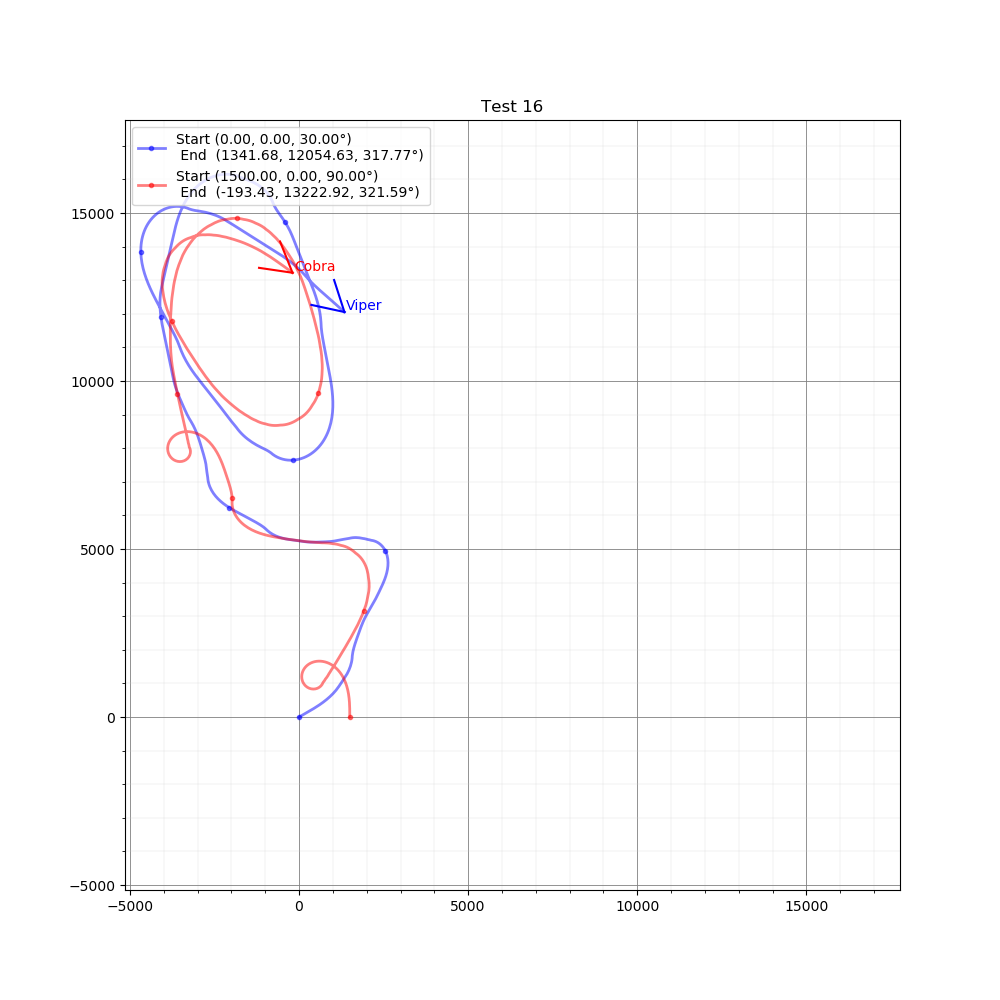 Test 16
Start (0.00, 0.00, 30.00°)
End (1341.68, 12054.63, 317.77°)
Start (1500.00, 0.00, 90.00°)
End (-193.43, 13222.92, 321.59°)
15000
Cobra
Viper
10000
5000
0
−5000
−5000 0 5000 10000 15000